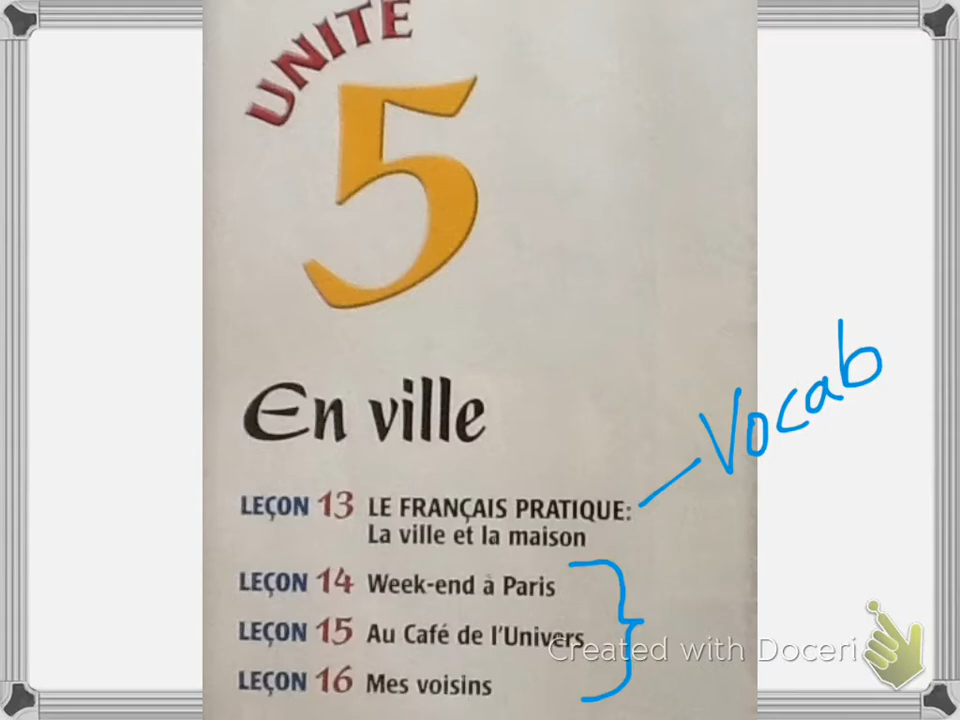 UNITÉ
5
En ville
LEÇON 13 LE FRANÇAIS PRATIQUE:
La ville et la maison
Vocab
LEÇON 14 Week-end à Paris
LEÇON 15 Au Café de l'Univers
LEÇON 16 Mes voisins
Created with Doceri